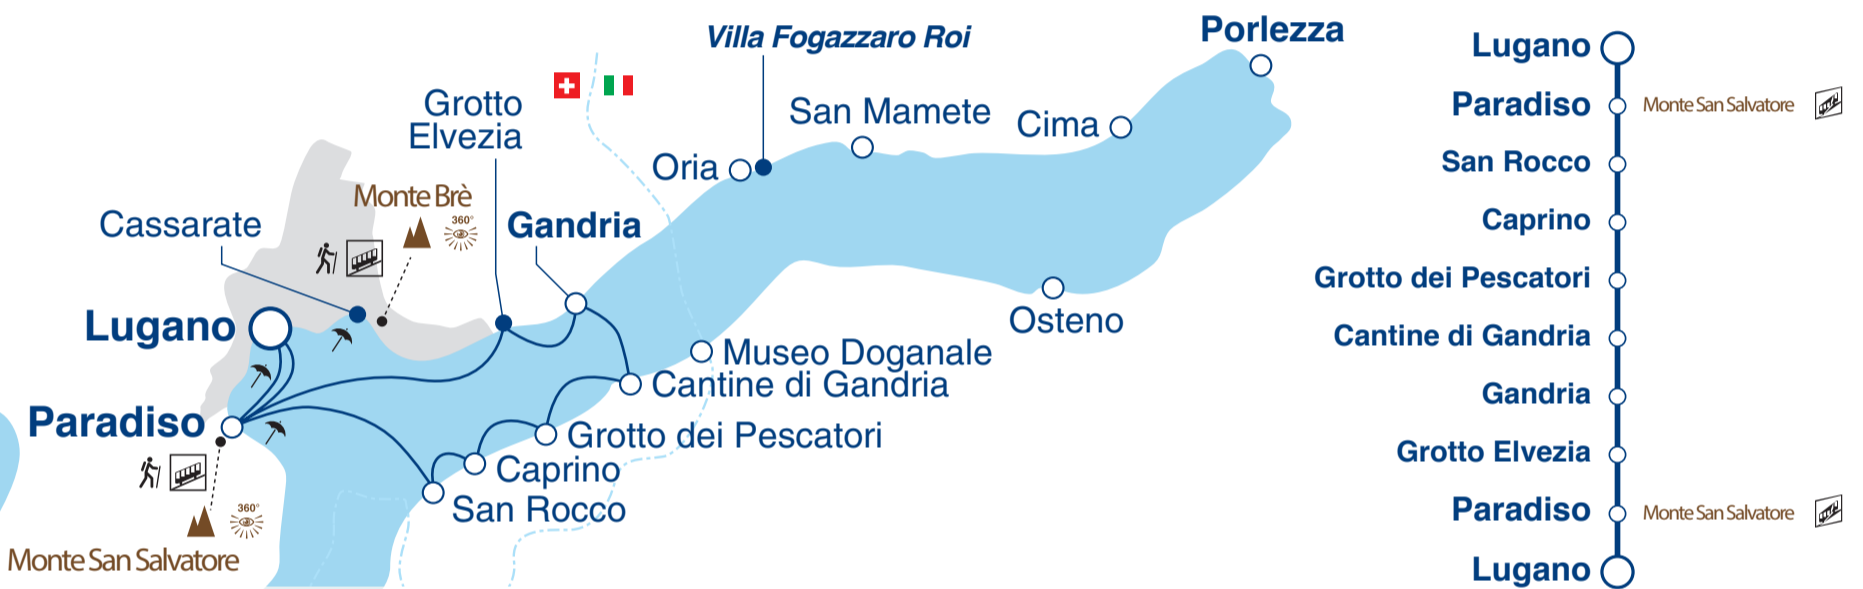 Villa Fogazzaro Roi
Porlezza
Grotto
Elvezia
San Mamete
Cima
Oria
Monte Brè
360°
Cassarate
Gandria
Lugano
Osteno
Museo Doganale
Cantine di Gandria
Paradiso
Grotto dei Pescatori
Caprino
San Rocco
360°
Monte San Salvatore
Lugano
Paradiso Monte San Salvatore
San Rocco
Caprino
Grotto dei Pescatori
Cantine di Gandria
Gandria
Grotto Elvezia
Paradiso Monte San Salvatore
Lugano